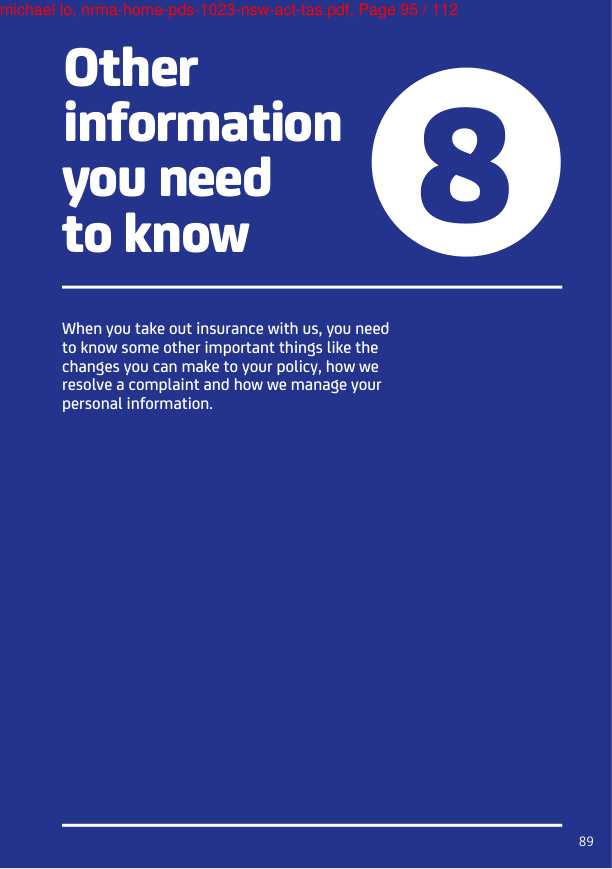 michael lo, nrma-home-pds-1023-nsw-act-tas.pdf, Page 95 / 112
Other
information
you need
to know
8
When you take out insurance with us, you need
to know some other important things like the
changes you can make to your policy, how we
resolve a complaint and how we manage your
personal information.
89